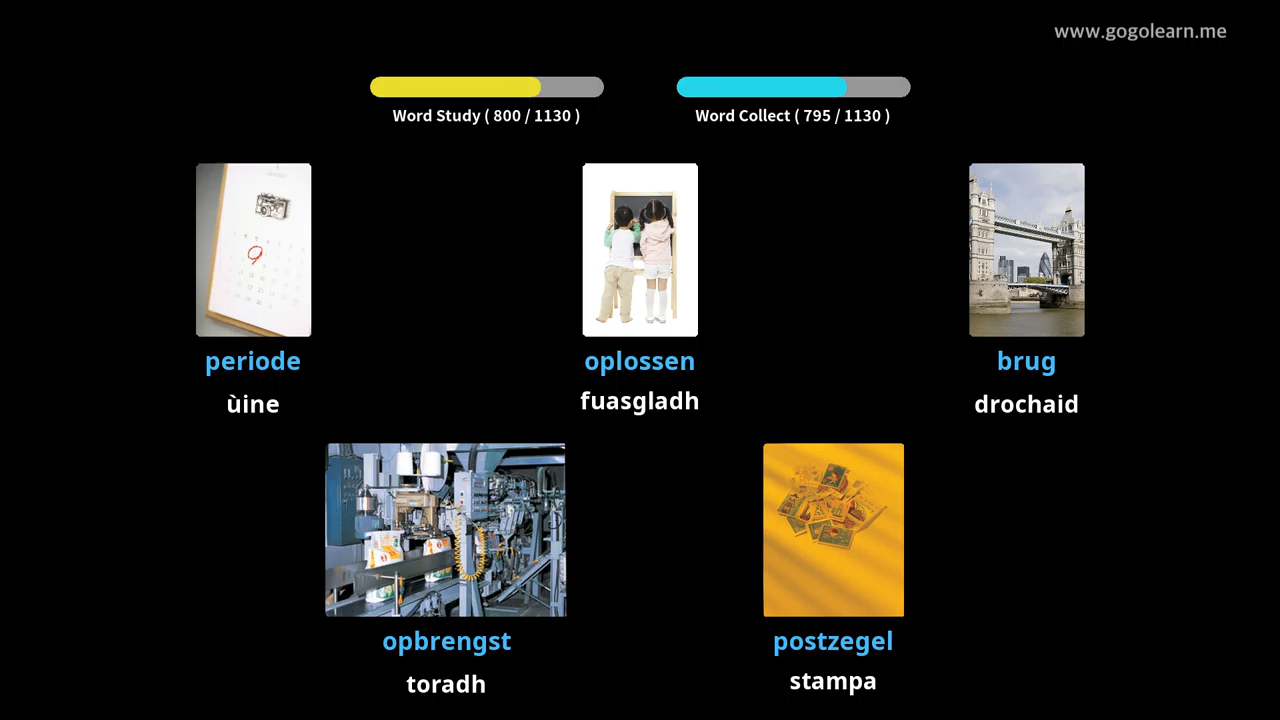 www.gogolearn.me
Word Study ( 800 / 1130 )
Word Collect ( 795 / 1130 )
periode
oplossen
brug
ùine
fuasgladh
drochaid
opbrengst
postzegel
toradh
stampa